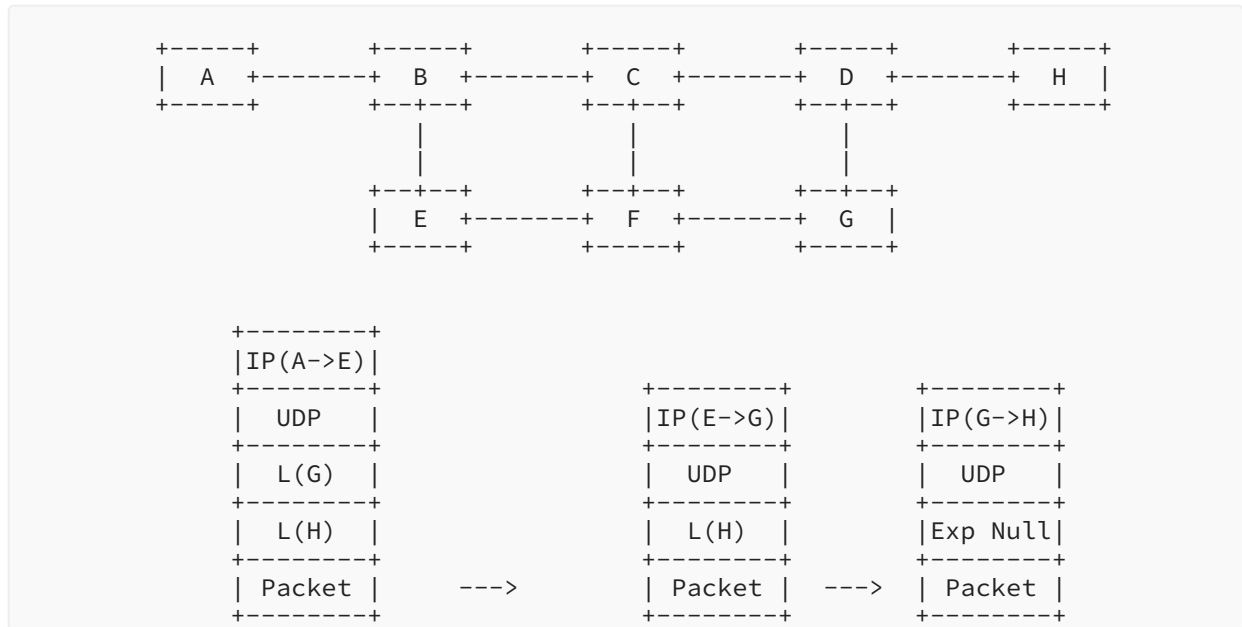 A B C D H
E F G
IP(A->E)
UDP IP(E->G) IP(G->H)
L(G) UDP UDP
L(H) L(H) Exp Null
Packet ---> Packet ---> Packet